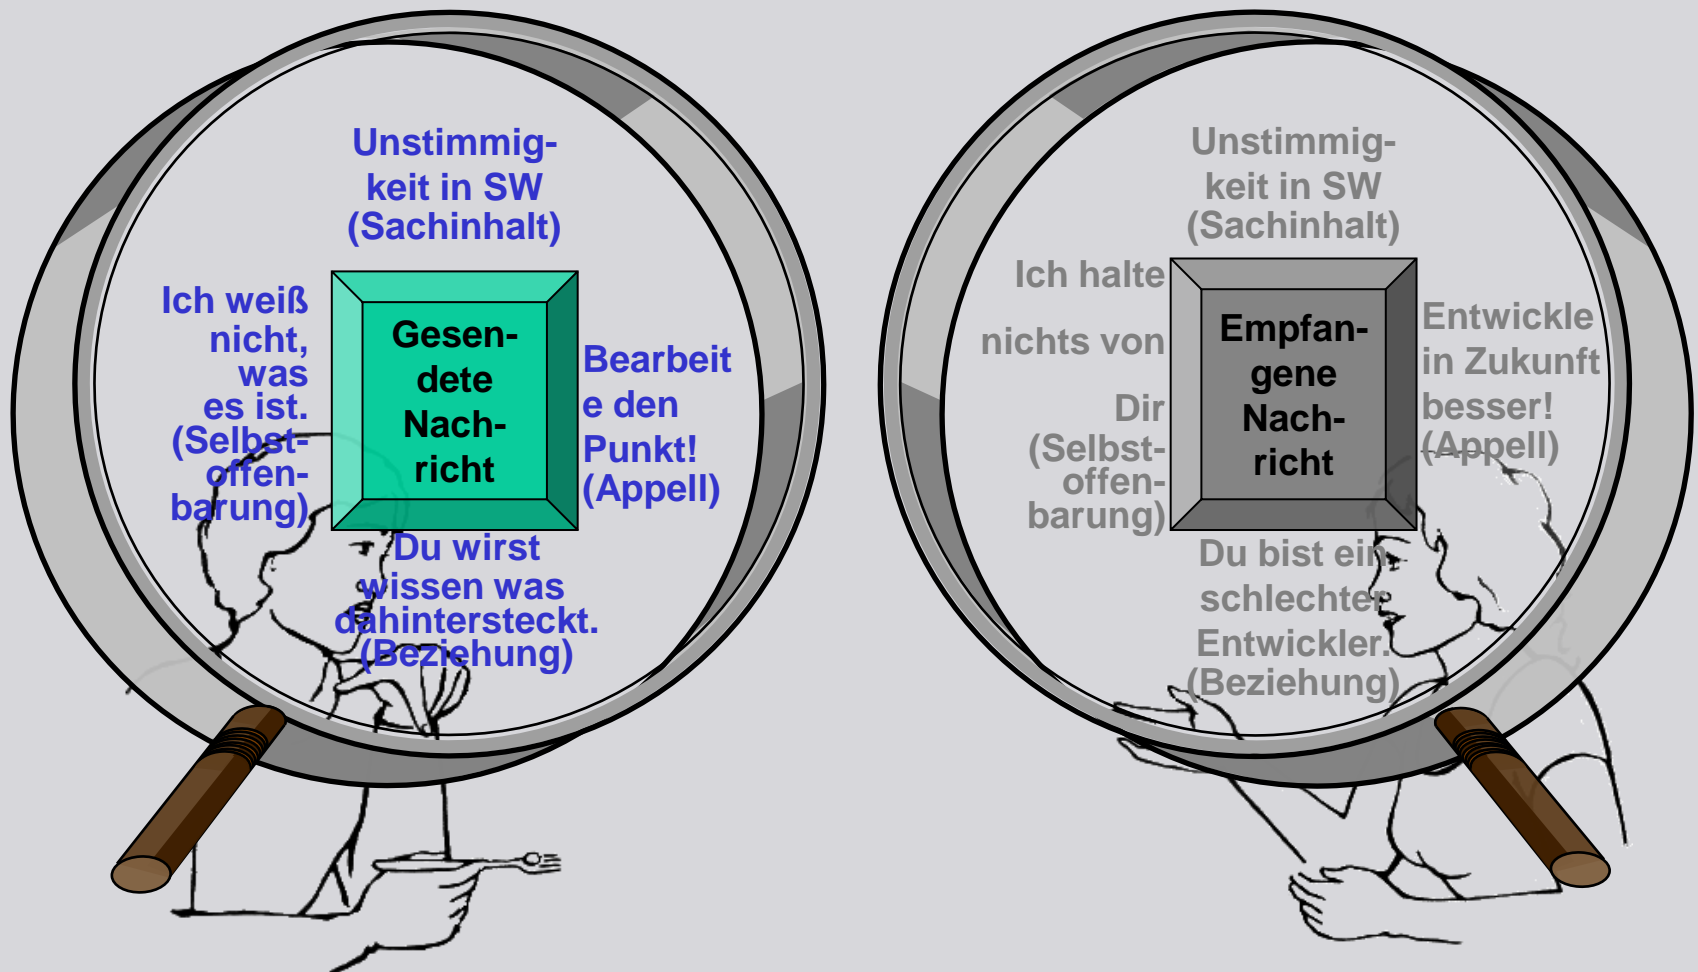 Unstimmig-
keit in SW
(Sachinhalt)
Ich weiß
nicht,
was
es ist.
(Selbst-
offen-
barung)
Gesen-
dete
Nach-
richt
Bearbeit
e den
Punkt!
(Appell)
Du wirst
wissen was
dahintersteckt.
(Beziehung)
Unstimmig-
keit in SW
(Sachinhalt)
Ich halte
nichts von
Dir
(Selbst-
offen-
barung)
Empfan-
gene
Nach-
richt
Entwickle
in Zukunft
besser!
(Appell)
Du bist ein
schlechter
Entwickler.
(Beziehung)